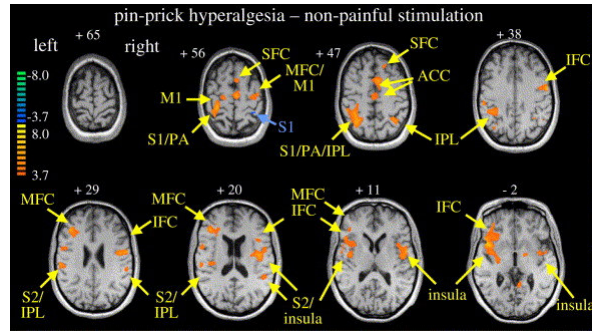 pin-prick hyperalgesia – non-painful stimulation
left
right
+ 65
+ 56
+ 47
+ 38
SFC
MFC/
M1
M1
S1/PA
S1
SFC
ACC
S1/PA/IPL
IPL
IFC
-8.0
-3.7
8.0
3.7
+ 29
+ 20
+ 11
- 2
MFC
IFC
S2/
IPL
MFC
S2/
IPL
MFC
IFC
S2/
insula
IFC
insula
insula